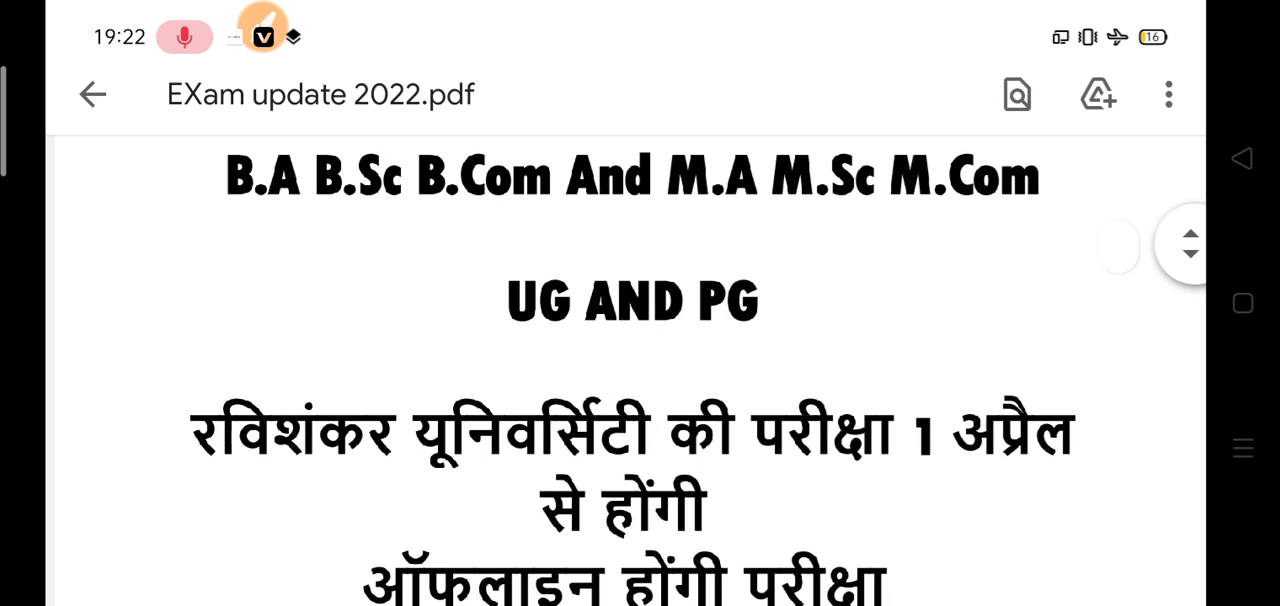 19:22
16
EXam update 2022.pdf
B.A B.Sc B.Com And M.A M.Sc M.Com
UG AND PG
रविशंकर यूनिवर्सिटी की परीक्षा 1 अप्रैल
से होंगी
ऑफलाइन होंगी परीक्षा